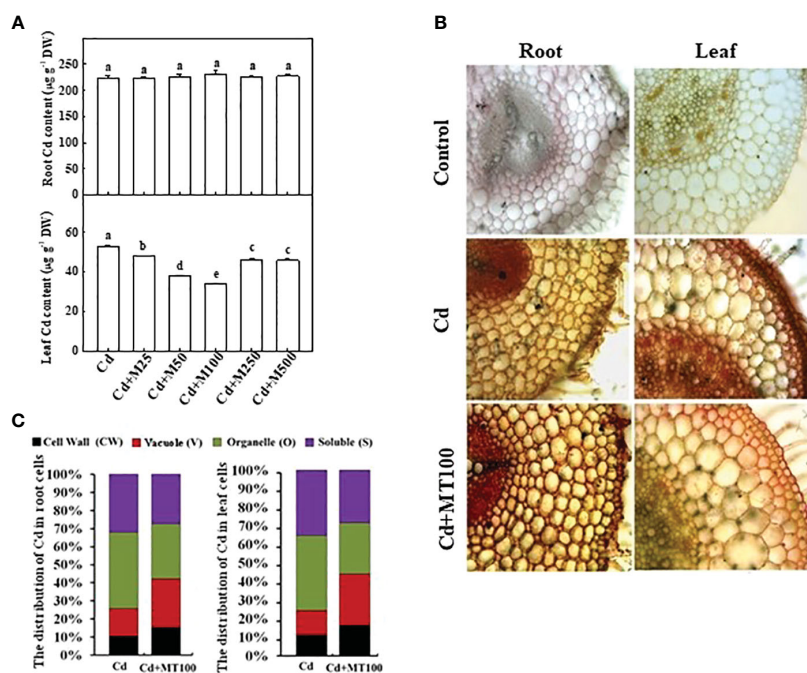 A
Root Cd content (µg g⁻¹ DW)
250
200
150
100
50
0
a a a a a a
Leaf Cd content (µg g⁻¹ DW)
60
40
20
0
a b d e c c
Cd Cd+M25 Cd+M50 Cd+M100 Cd+M250 Cd+M500
B
Root Leaf
Control
Cd
Cd+MT100
C
Cell Wall (CW) Vacuole (V) Organelle (O) Soluble (S)
The distribution of Cd in root cells
100%
90%
80%
70%
60%
50%
40%
30%
20%
10%
0%
Cd Cd+MT100
The distribution of Cd in leaf cells
100%
90%
80%
70%
60%
50%
40%
30%
20%
10%
0%
Cd Cd+MT100